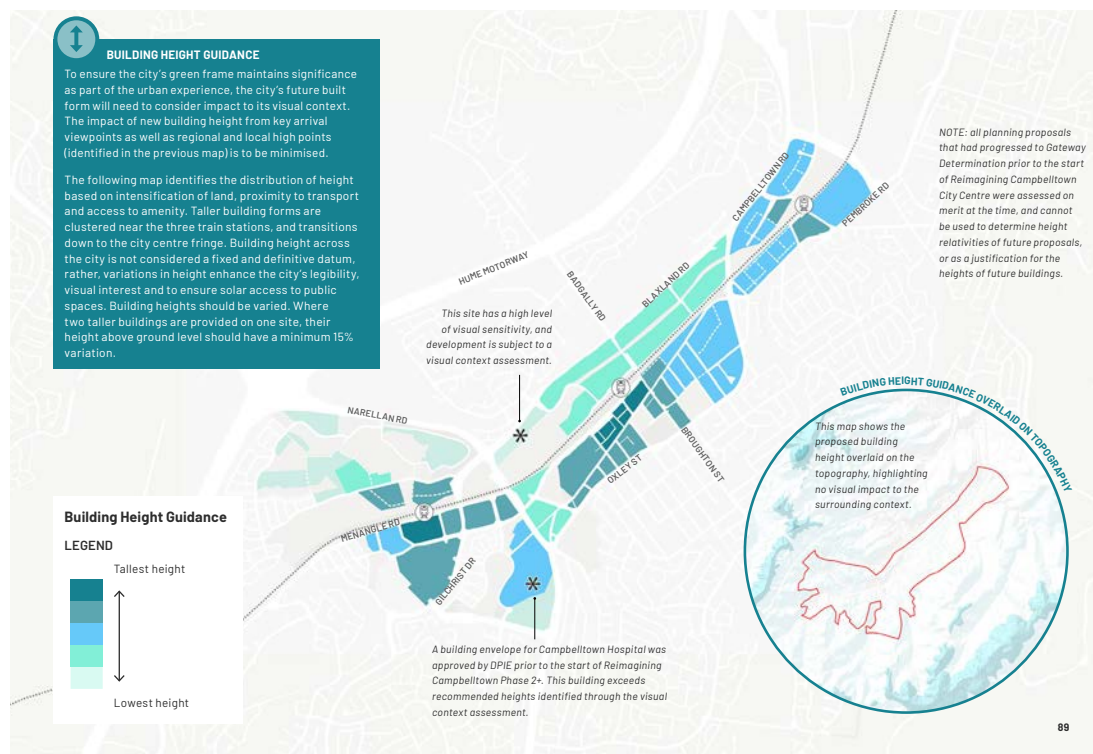 BUILDING HEIGHT GUIDANCE
To ensure the city's green frame maintains significance
as part of the urban experience, the city's future built
form will need to consider impact to its visual context.
The impact of new building height from key arrival
viewpoints as well as regional and local high points
(identified in the previous map) is to be minimised.
The following map identifies the distribution of height
based on intensification of land, proximity to transport
and access to amenity. Taller building forms are
clustered near the three train stations, and transitions
down to the city centre fringe. Building height across
the city is not considered a fixed and definitive datum,
rather, variations in height enhance the city's legibility,
visual interest and to ensure solar access to public
spaces. Building heights should be varied. Where
two taller buildings are provided on one site, their
height above ground level should have a minimum 15%
variation.
NOTE: all planning proposals
that had progressed to Gateway
Determination prior to the start
of Reimagining Campbelltown
City Centre were assessed on
merit at the time, and cannot
be used to determine height
relativities of future proposals,
or as a justification for the
heights of future buildings.
CAMPBELLTOWN RD
PEMBROKE RD
HUME MOTORWAY
BADGALLY RD
BLAXLAND RD
This site has a high level
of visual sensitivity, and
development is subject to a
visual context assessment.
NARELLAN RD
BROUGHTON ST
OXLEY ST
MENANGLE RD
GILCHRIST DR
BUILDING HEIGHT GUIDANCE OVERLAID ON TOPOGRAPHY
This map shows the
proposed building
height overlaid on the
topography, highlighting
no visual impact to the
surrounding context.
Building Height Guidance
LEGEND
Tallest height
Lowest height
A building envelope for Campbelltown Hospital was
approved by DPIE prior to the start of Reimagining
Campbelltown Phase 2+. This building exceeds
recommended heights identified through the visual
context assessment.
89